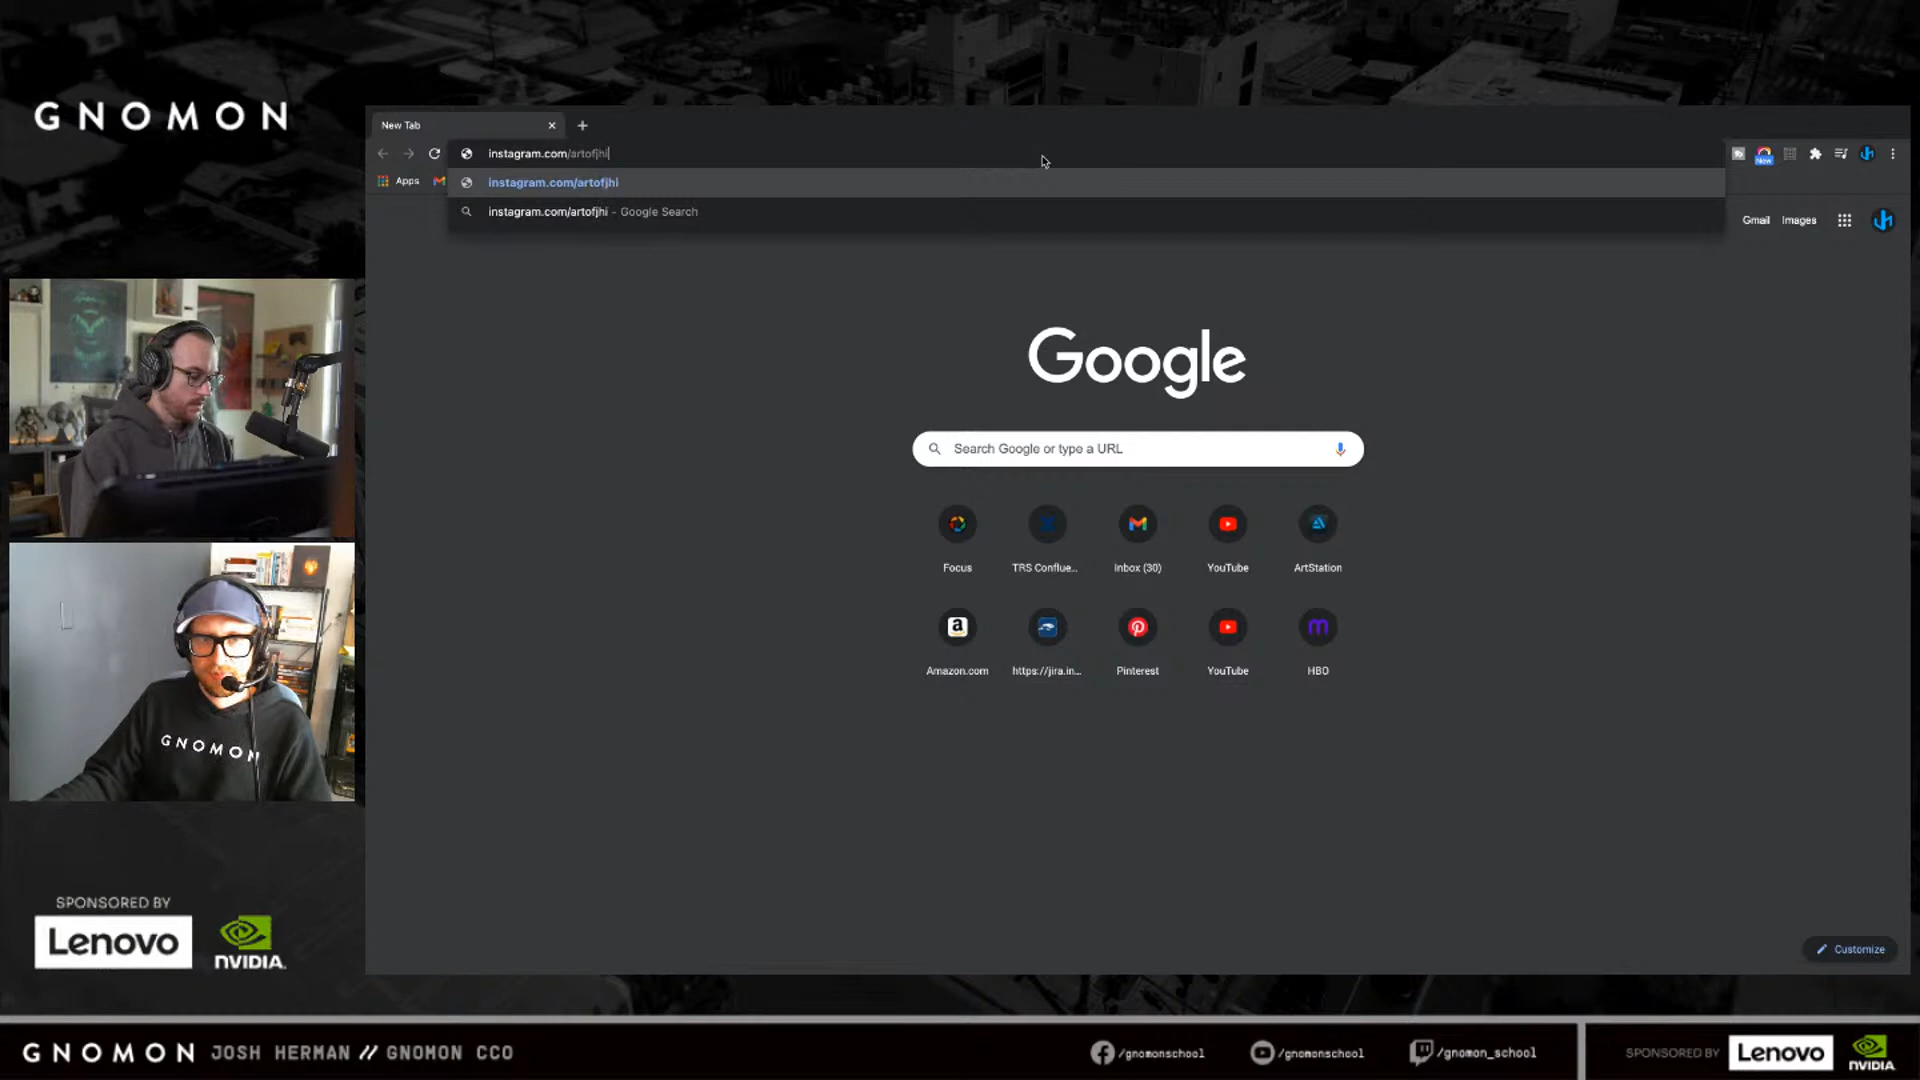 GNOMON
New Tab
instagram.com/artofjhi
Apps
instagram.com/artofjhi
instagram.com/artofjhi - Google Search
New
Gmail
Images
Google
Search Google or type a URL
Focus
TRS Conflue...
Inbox (30)
YouTube
ArtStation
Amazon.com
https://jira.in...
Pinterest
YouTube
HBO
GNOMON
SPONSORED BY
Lenovo
NVIDIA.
Customize
GNOMON JOSH HERMAN // GNOMON CCO
/gnomonschool
/gnomonschool
/gnomon_school
SPONSORED BY
Lenovo
NVIDIA.